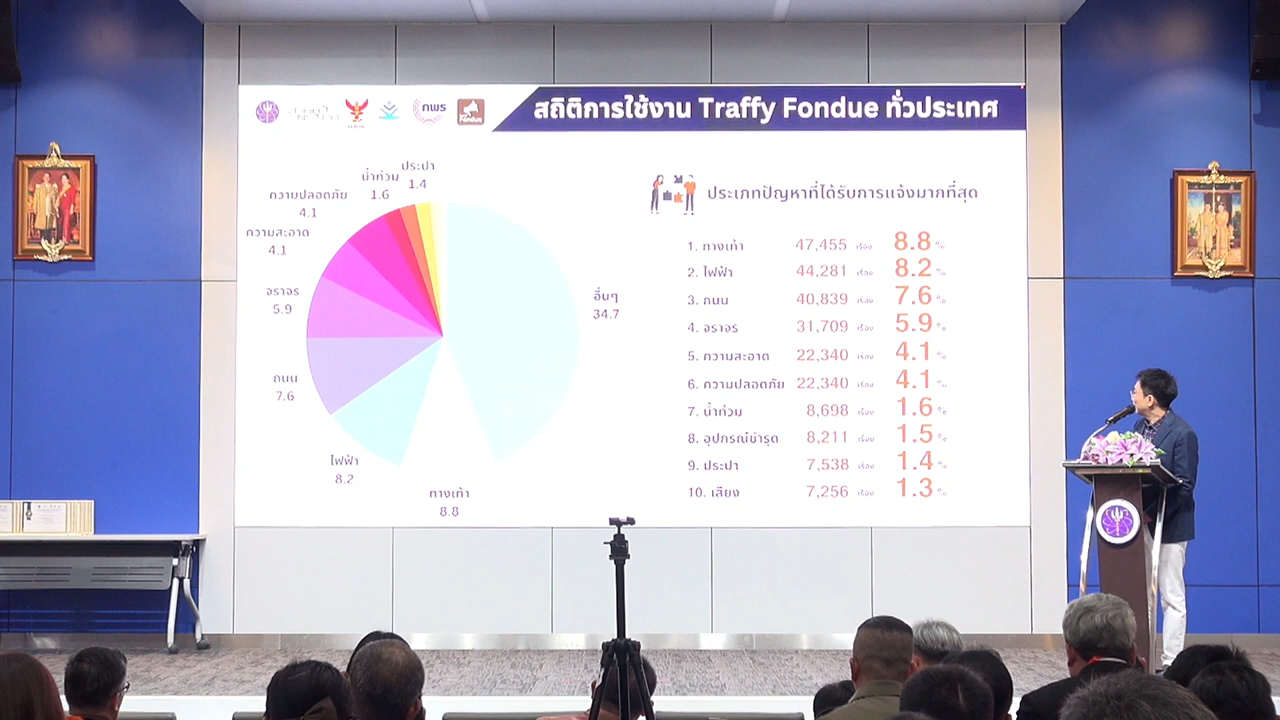 สถิติการใช้งาน Traffy Fondue ทั่วประเทศ
กพร
Fondue
ประปา
1.4
น้ำท่วม
1.6
ความปลอดภัย
4.1
ความสะอาด
4.1
จราจร
5.9
ถนน
7.6
ไฟฟ้า
8.2
ทางเท้า
8.8
อื่นๆ
34.7
ประเภทปัญหาที่ได้รับการแจ้งมากที่สุด
1. ทางเท้า 47,455 เรื่อง 8.8 %
2. ไฟฟ้า 44,281 เรื่อง 8.2 %
3. ถนน 40,839 เรื่อง 7.6 %
4. จราจร 31,709 เรื่อง 5.9 %
5. ความสะอาด 22,340 เรื่อง 4.1 %
6. ความปลอดภัย 22,340 เรื่อง 4.1 %
7. น้ำท่วม 8,698 เรื่อง 1.6 %
8. อุปกรณ์ชำรุด 8,211 เรื่อง 1.5 %
9. ประปา 7,538 เรื่อง 1.4 %
10. เสียง 7,256 เรื่อง 1.3 %